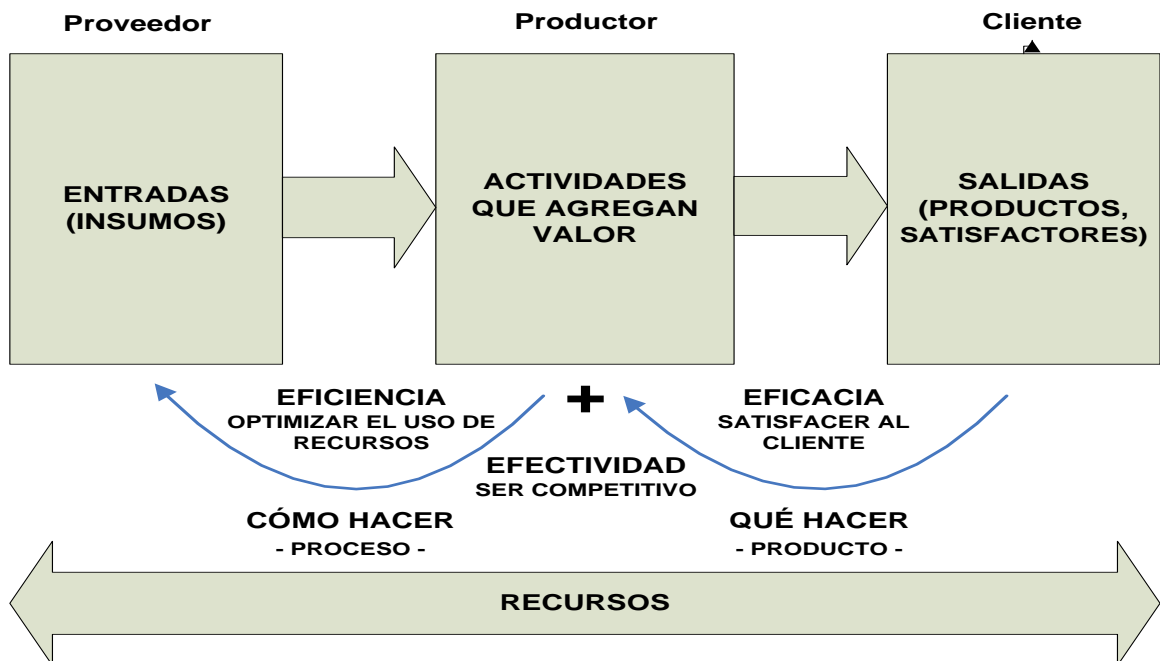 Proveedor
Productor
Cliente
ENTRADAS
(INSUMOS)
ACTIVIDADES
QUE AGREGAN
VALOR
SALIDAS
(PRODUCTOS,
SATISFACTORES)
EFICIENCIA
OPTIMIZAR EL USO DE
RECURSOS
+
EFICACIA
SATISFACER AL
CLIENTE
EFECTIVIDAD
SER COMPETITIVO
CÓMO HACER
- PROCESO -
QUÉ HACER
- PRODUCTO -
RECURSOS